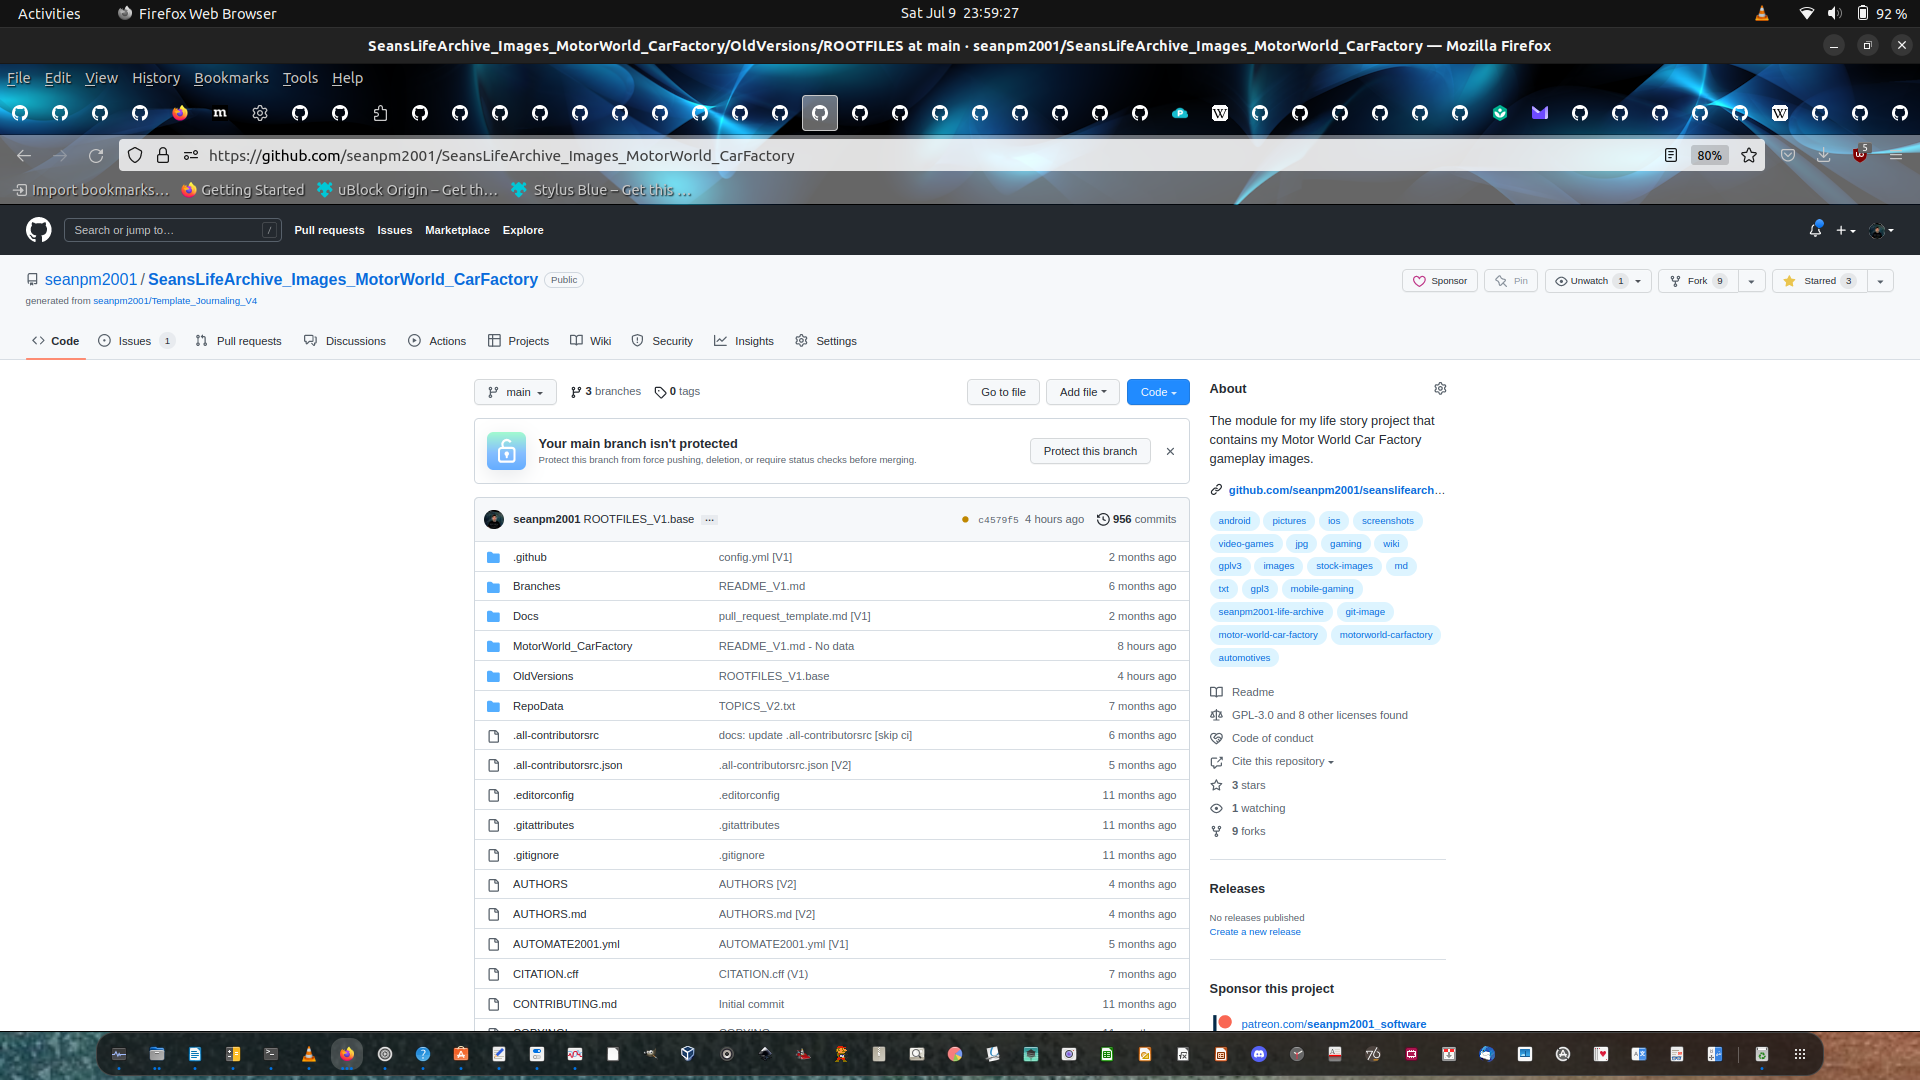 Activities
Firefox Web Browser
Sat Jul 9 23:59:27
92 %
SeansLifeArchive_Images_MotorWorld_CarFactory/OldVersions/ROOTFILES at main · seanpm2001/SeansLifeArchive_Images_MotorWorld_CarFactory — Mozilla Firefox
File Edit View History Bookmarks Tools Help
https://github.com/seanpm2001/SeansLifeArchive_Images_MotorWorld_CarFactory
80%
5
Import bookmarks…
Getting Started
uBlock Origin – Get th…
Stylus Blue – Get this …
Search or jump to…
/
Pull requests Issues Marketplace Explore
seanpm2001 / SeansLifeArchive_Images_MotorWorld_CarFactory Public
Sponsor
Pin
Unwatch 1
Fork 9
Starred 3
generated from seanpm2001/Template_Journaling_V4
Code
Issues 1
Pull requests
Discussions
Actions
Projects
Wiki
Security
Insights
Settings
main
3 branches
0 tags
Go to file
Add file
Code
Your main branch isn't protected
Protect this branch from force pushing, deletion, or require status checks before merging.
Protect this branch
seanpm2001 ROOTFILES_V1.base ...
c4579f5 4 hours ago
956 commits
.github config.yml [V1] 2 months ago
Branches README_V1.md 6 months ago
Docs pull_request_template.md [V1] 2 months ago
MotorWorld_CarFactory README_V1.md - No data 8 hours ago
OldVersions ROOTFILES_V1.base 4 hours ago
RepoData TOPICS_V2.txt 7 months ago
.all-contributorsrc docs: update .all-contributorsrc [skip ci] 6 months ago
.all-contributorsrc.json .all-contributorsrc.json [V2] 5 months ago
.editorconfig .editorconfig 11 months ago
.gitattributes .gitattributes 11 months ago
.gitignore .gitignore 11 months ago
AUTHORS AUTHORS [V2] 4 months ago
AUTHORS.md AUTHORS.md [V2] 4 months ago
AUTOMATE2001.yml AUTOMATE2001.yml [V1] 5 months ago
CITATION.cff CITATION.cff (V1) 7 months ago
CONTRIBUTING.md Initial commit 11 months ago
About
The module for my life story project that
contains my Motor World Car Factory
gameplay images.
github.com/seanpm2001/seanslifearch…
android pictures ios screenshots
video-games jpg gaming wiki
gplv3 images stock-images md
txt gpl3 mobile-gaming
seanpm2001-life-archive git-image
motor-world-car-factory motorworld-carfactory
automotives
Readme
GPL-3.0 and 8 other licenses found
Code of conduct
Cite this repository
3 stars
1 watching
9 forks
Releases
No releases published
Create a new release
Sponsor this project
patreon.com/seanpm2001_software